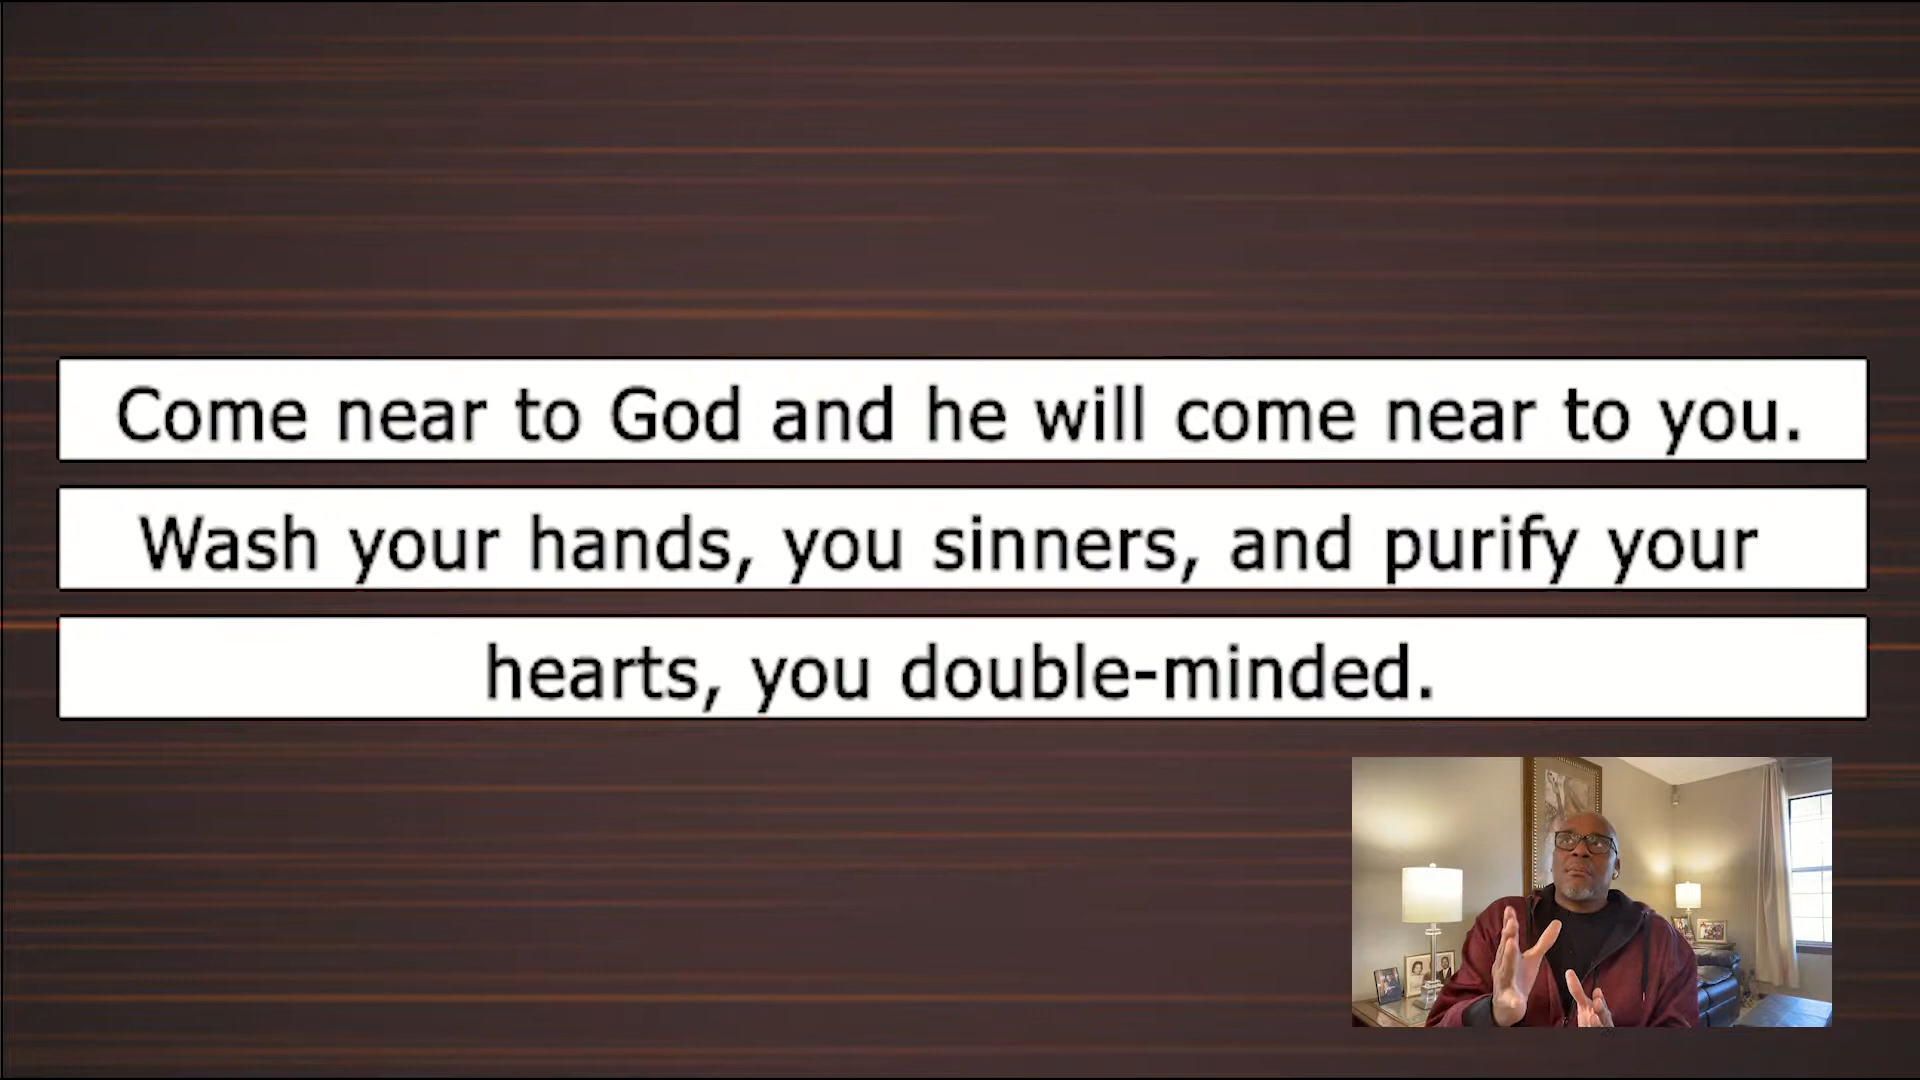 Come near to God and he will come near to you.
Wash your hands, you sinners, and purify your
hearts, you double-minded.